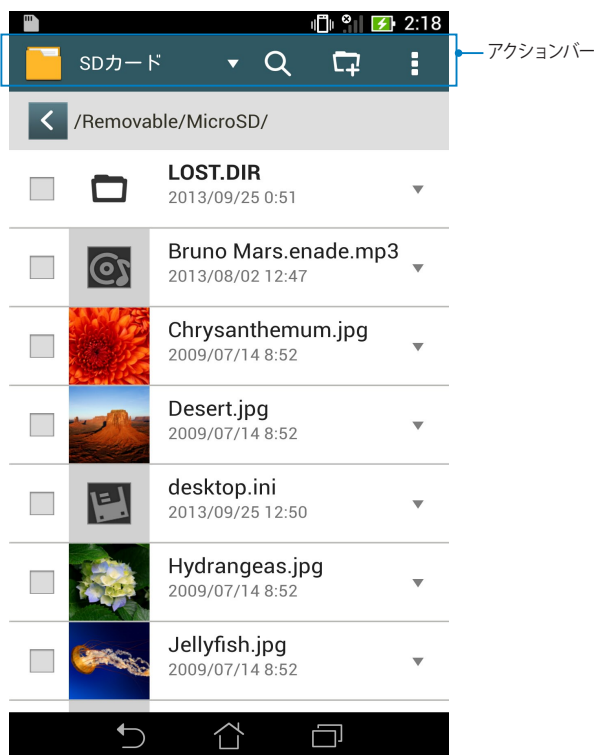 2:18
SDカード
アクションバー
/Removable/MicroSD/
LOST.DIR
2013/09/25 0:51
Bruno Mars.enade.mp3
2013/08/02 12:47
Chrysanthemum.jpg
2009/07/14 8:52
Desert.jpg
2009/07/14 8:52
desktop.ini
2013/09/25 12:50
Hydrangeas.jpg
2009/07/14 8:52
Jellyfish.jpg
2009/07/14 8:52